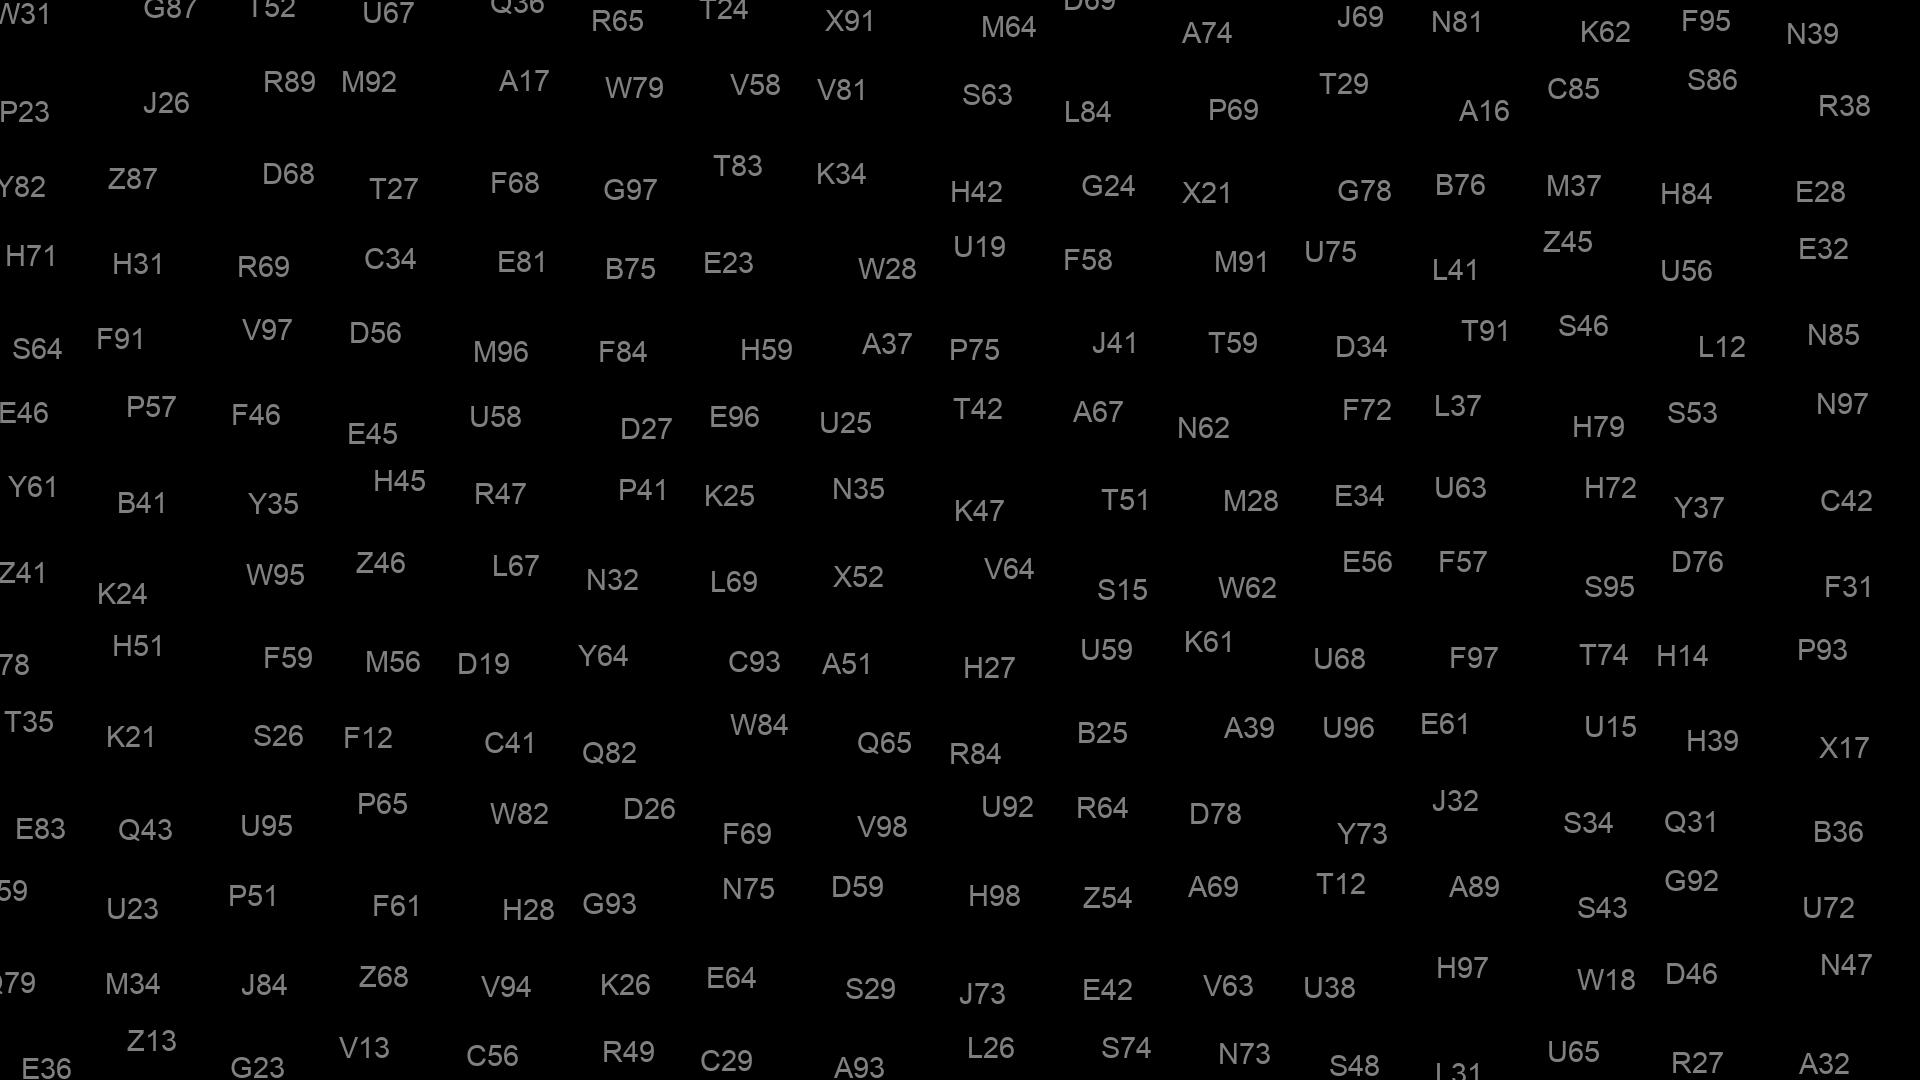 W31 G87 T52 U67 Q36 R65 T24 X91 M64 D69 A74 J69 N81 K62 F95 N39
P23 J26 R89 M92 A17 W79 V58 V81 S63 L84 P69 T29 A16 C85 S86 R38
Y82 Z87 D68 T27 F68 G97 T83 K34 H42 G24 X21 G78 B76 M37 H84 E28
H71 H31 R69 C34 E81 B75 E23 W28 U19 F58 M91 U75 L41 Z45 U56 E32
S64 F91 V97 D56 M96 F84 H59 A37 P75 J41 T59 D34 T91 S46 L12 N85
E46 P57 F46 E45 U58 D27 E96 U25 T42 A67 N62 F72 L37 H79 S53 N97
Y61 B41 Y35 H45 R47 P41 K25 N35 K47 T51 M28 E34 U63 H72 Y37 C42
Z41 K24 W95 Z46 L67 N32 L69 X52 V64 S15 W62 E56 F57 S95 D76 F31
78 H51 F59 M56 D19 Y64 C93 A51 H27 U59 K61 U68 F97 T74 H14 P93
T35 K21 S26 F12 C41 Q82 W84 Q65 R84 B25 A39 U96 E61 U15 H39 X17
E83 Q43 U95 P65 W82 D26 F69 V98 U92 R64 D78 Y73 J32 S34 Q31 B36
59 U23 P51 F61 H28 G93 N75 D59 H98 Z54 A69 T12 A89 S43 G92 U72
79 M34 J84 Z68 V94 K26 E64 S29 J73 E42 V63 U38 H97 W18 D46 N47
E36 Z13 G23 V13 C56 R49 C29 A93 L26 S74 N73 S48 L31 U65 R27 A32